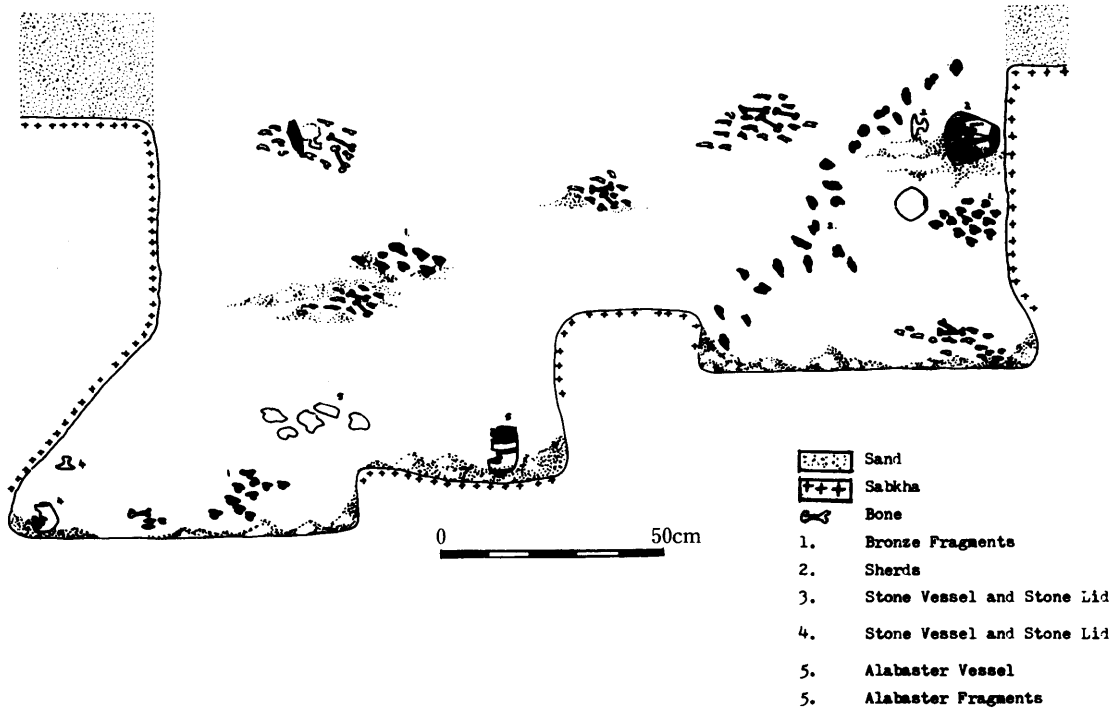 0 50cm
Sand
Sabkha
Bone
1. Bronze Fragments
2. Sherds
3. Stone Vessel and Stone Lid
4. Stone Vessel and Stone Lid
5. Alabaster Vessel
5. Alabaster Fragments